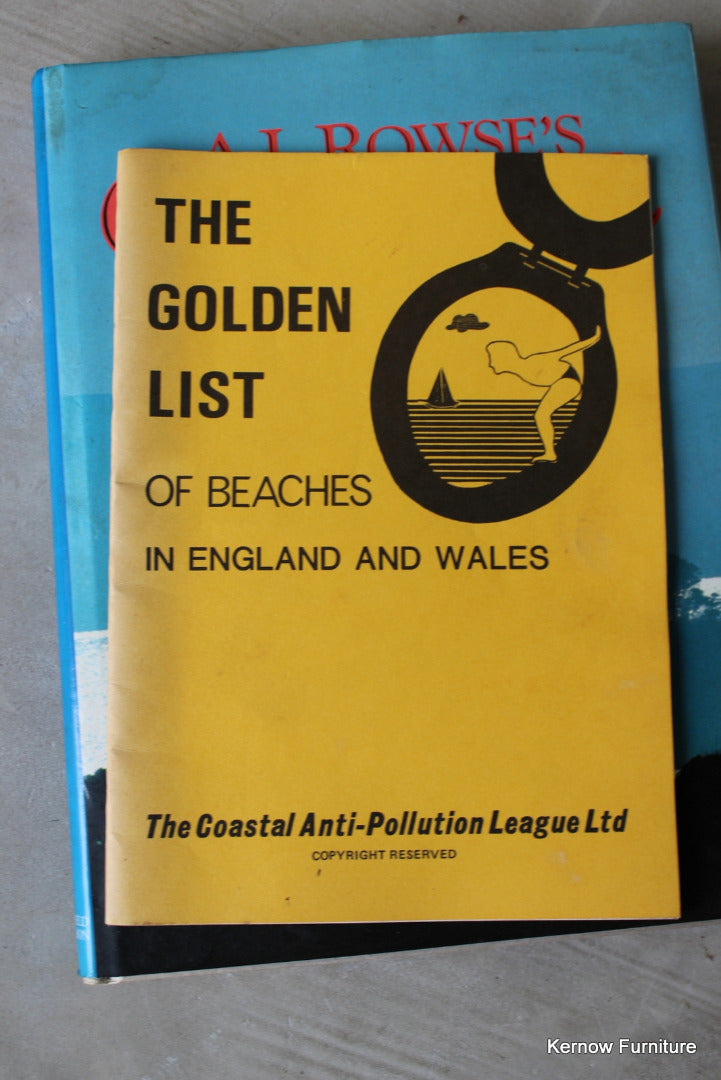 A.L. ROWSE'S
THE
GOLDEN
LIST
OF BEACHES
IN ENGLAND AND WALES
The Coastal Anti-Pollution League Ltd
COPYRIGHT RESERVED
Kernow Furniture